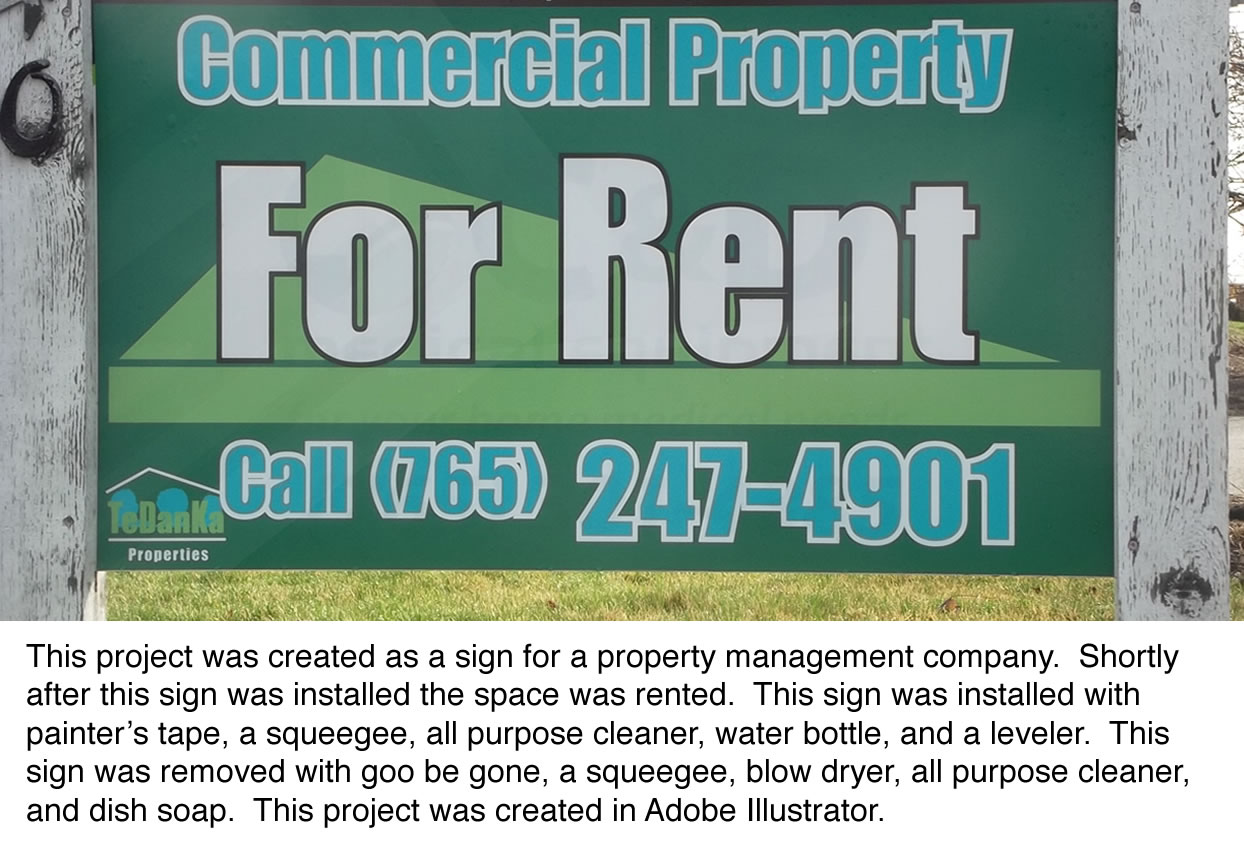 Commercial Property
For Rent
Call (765) 247-4901
TeDanKa
Properties
This project was created as a sign for a property management company.  Shortly
after this sign was installed the space was rented.  This sign was installed with
painter’s tape, a squeegee, all purpose cleaner, water bottle, and a leveler.  This
sign was removed with goo be gone, a squeegee, blow dryer, all purpose cleaner,
and dish soap.  This project was created in Adobe Illustrator.